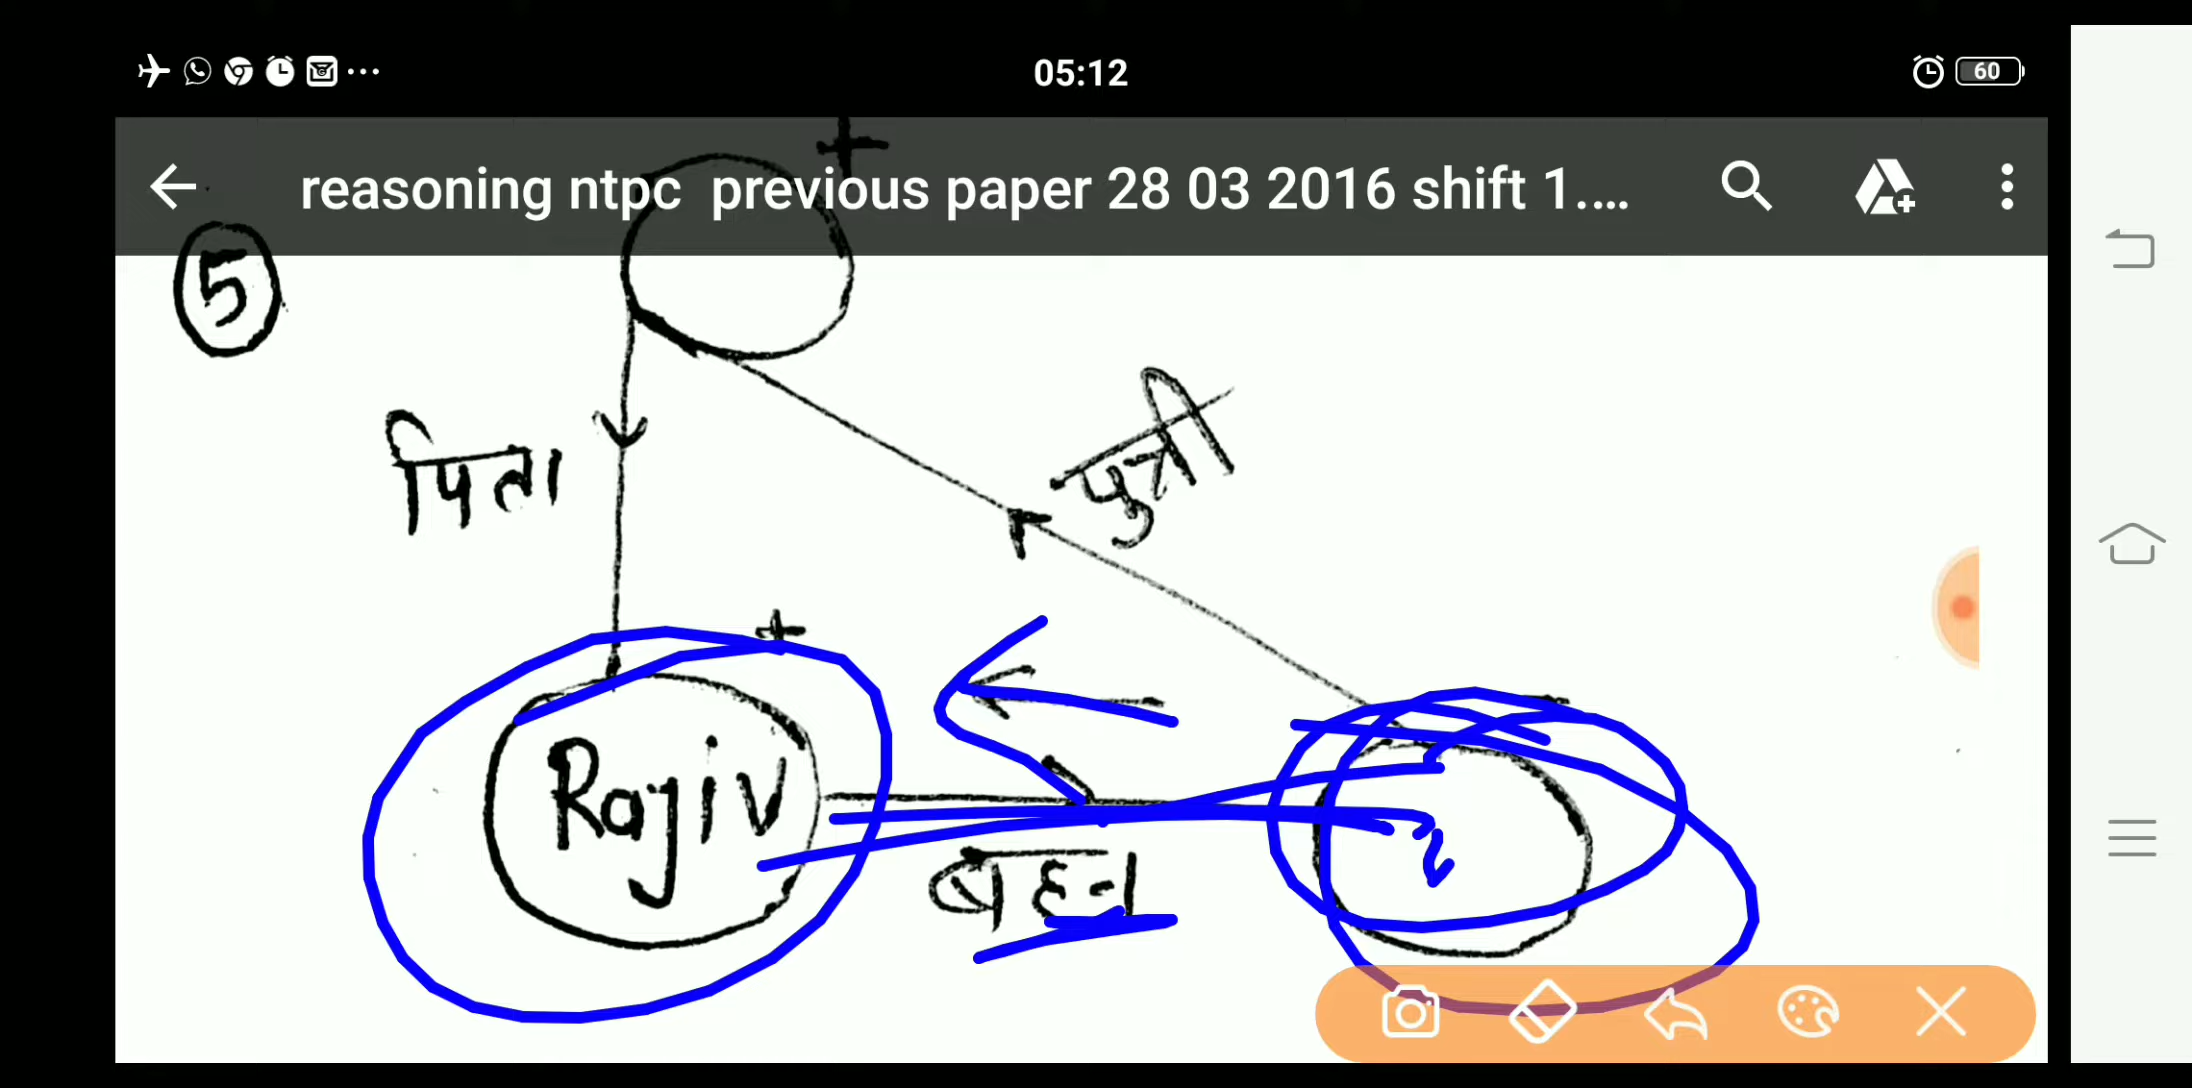 05:12
60
reasoning ntpc previous paper 28 03 2016 shift 1....
5
+
पिता
पुत्री
+
Rajiv
बहन